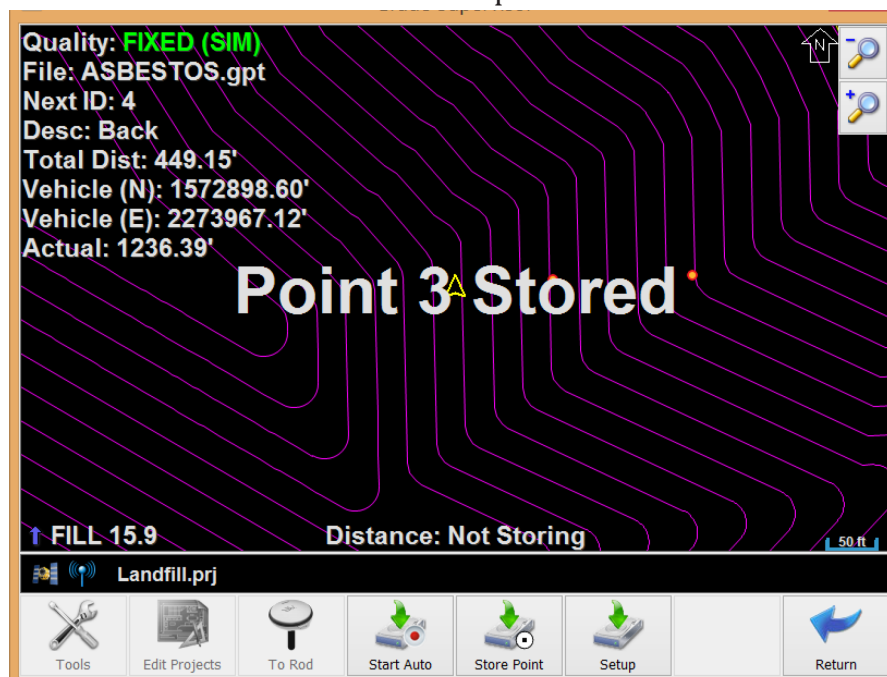 Quality: FIXED (SIM)
N
File: ASBESTOS.gpt
Next ID: 4
Desc: Back
Total Dist: 449.15'
Vehicle (N): 1572898.60'
Vehicle (E): 2273967.12'
Actual: 1236.39'
Point 3 Stored
FILL 15.9
Distance: Not Storing
50 ft
Landfill.prj
Tools
Edit Projects
To Rod
Start Auto
Store Point
Setup
Return